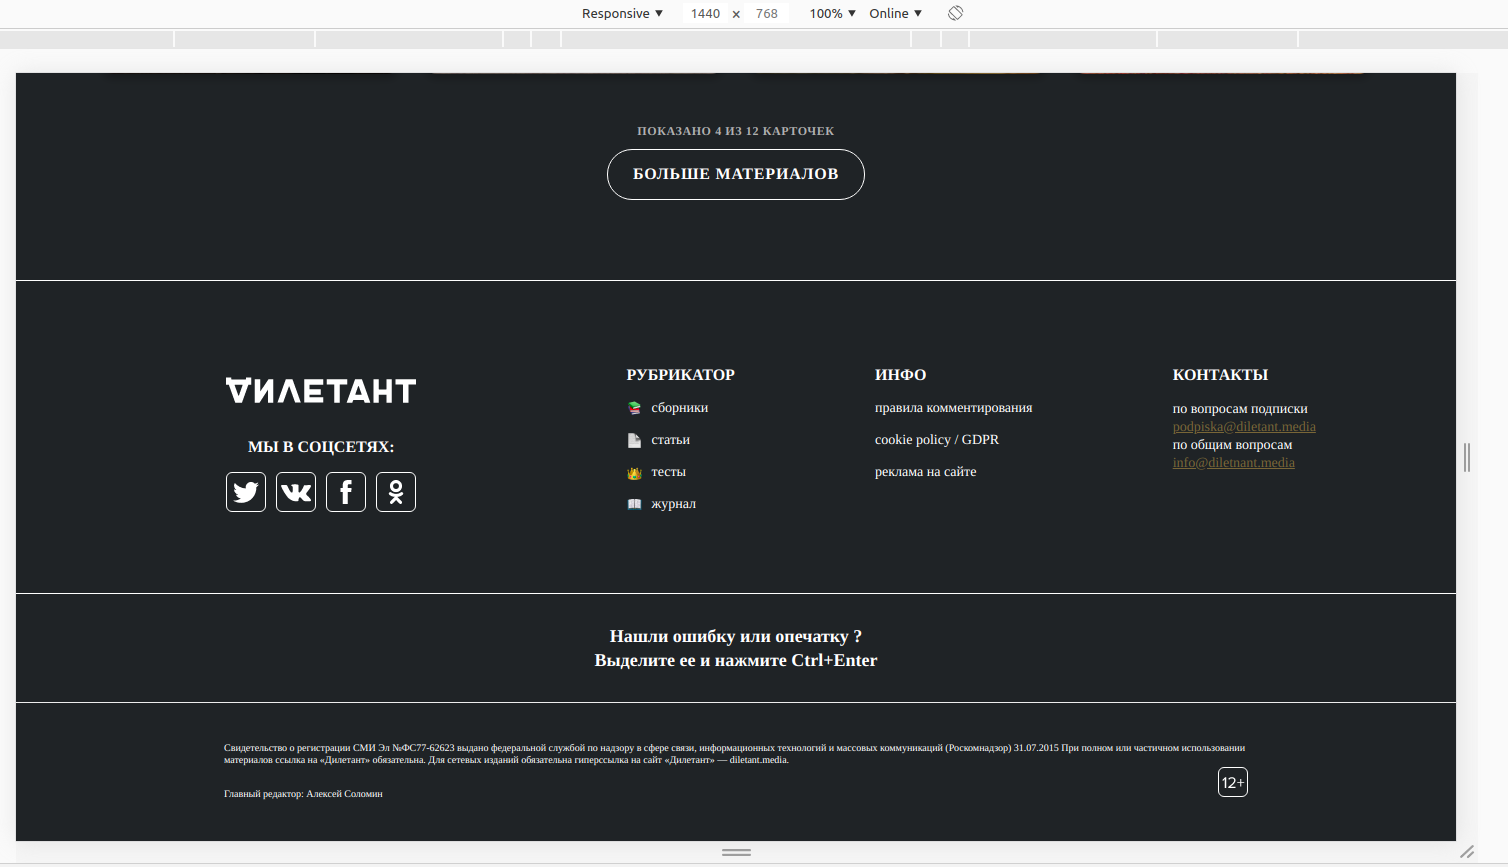 Responsive ▼ 1440 × 768 100% ▼ Online ▼
ПОКАЗАНО 4 ИЗ 12 КАРТОЧЕК
БОЛЬШЕ МАТЕРИАЛОВ
ДИЛЕТАНТ
МЫ В СОЦСЕТЯХ:
РУБРИКАТОР
сборники
статьи
тесты
журнал
ИНФО
правила комментирования
cookie policy / GDPR
реклама на сайте
КОНТАКТЫ
по вопросам подписки
podpiska@diletant.media
по общим вопросам
info@diletnant.media
Нашли ошибку или опечатку ?
Выделите ее и нажмите Ctrl+Enter
Свидетельство о регистрации СМИ Эл №ФС77-62623 выдано федеральной службой по надзору в сфере связи, информационных технологий и массовых коммуникаций (Роскомнадзор) 31.07.2015 При полном или частичном использовании
материалов ссылка на «Дилетант» обязательна. Для сетевых изданий обязательна гиперссылка на сайт «Дилетант» — diletant.media.
Главный редактор: Алексей Соломин
12+